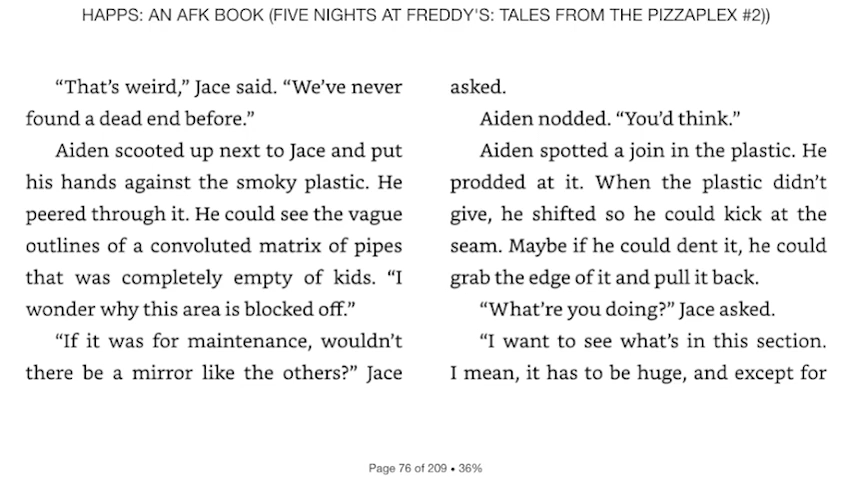 HAPPS: AN AFK BOOK (FIVE NIGHTS AT FREDDY'S: TALES FROM THE PIZZAPLEX #2))
“That’s weird,” Jace said. “We’ve never
found a dead end before.”
Aiden scooted up next to Jace and put
his hands against the smoky plastic. He
peered through it. He could see the vague
outlines of a convoluted matrix of pipes
that was completely empty of kids. “I
wonder why this area is blocked off.”
“If it was for maintenance, wouldn’t
there be a mirror like the others?” Jace
asked.
Aiden nodded. “You’d think.”
Aiden spotted a join in the plastic. He
prodded at it. When the plastic didn’t
give, he shifted so he could kick at the
seam. Maybe if he could dent it, he could
grab the edge of it and pull it back.
“What’re you doing?” Jace asked.
“I want to see what’s in this section.
I mean, it has to be huge, and except for
Page 76 of 209 • 36%